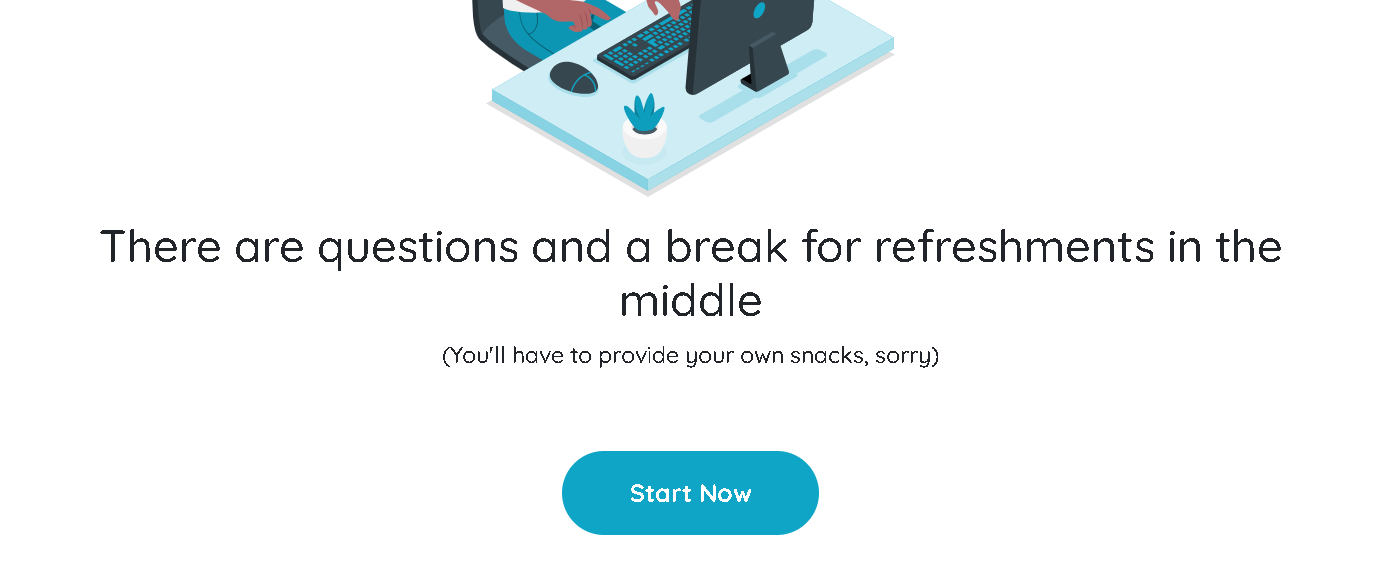 There are questions and a break for refreshments in the
middle
(You'll have to provide your own snacks, sorry)
Start Now